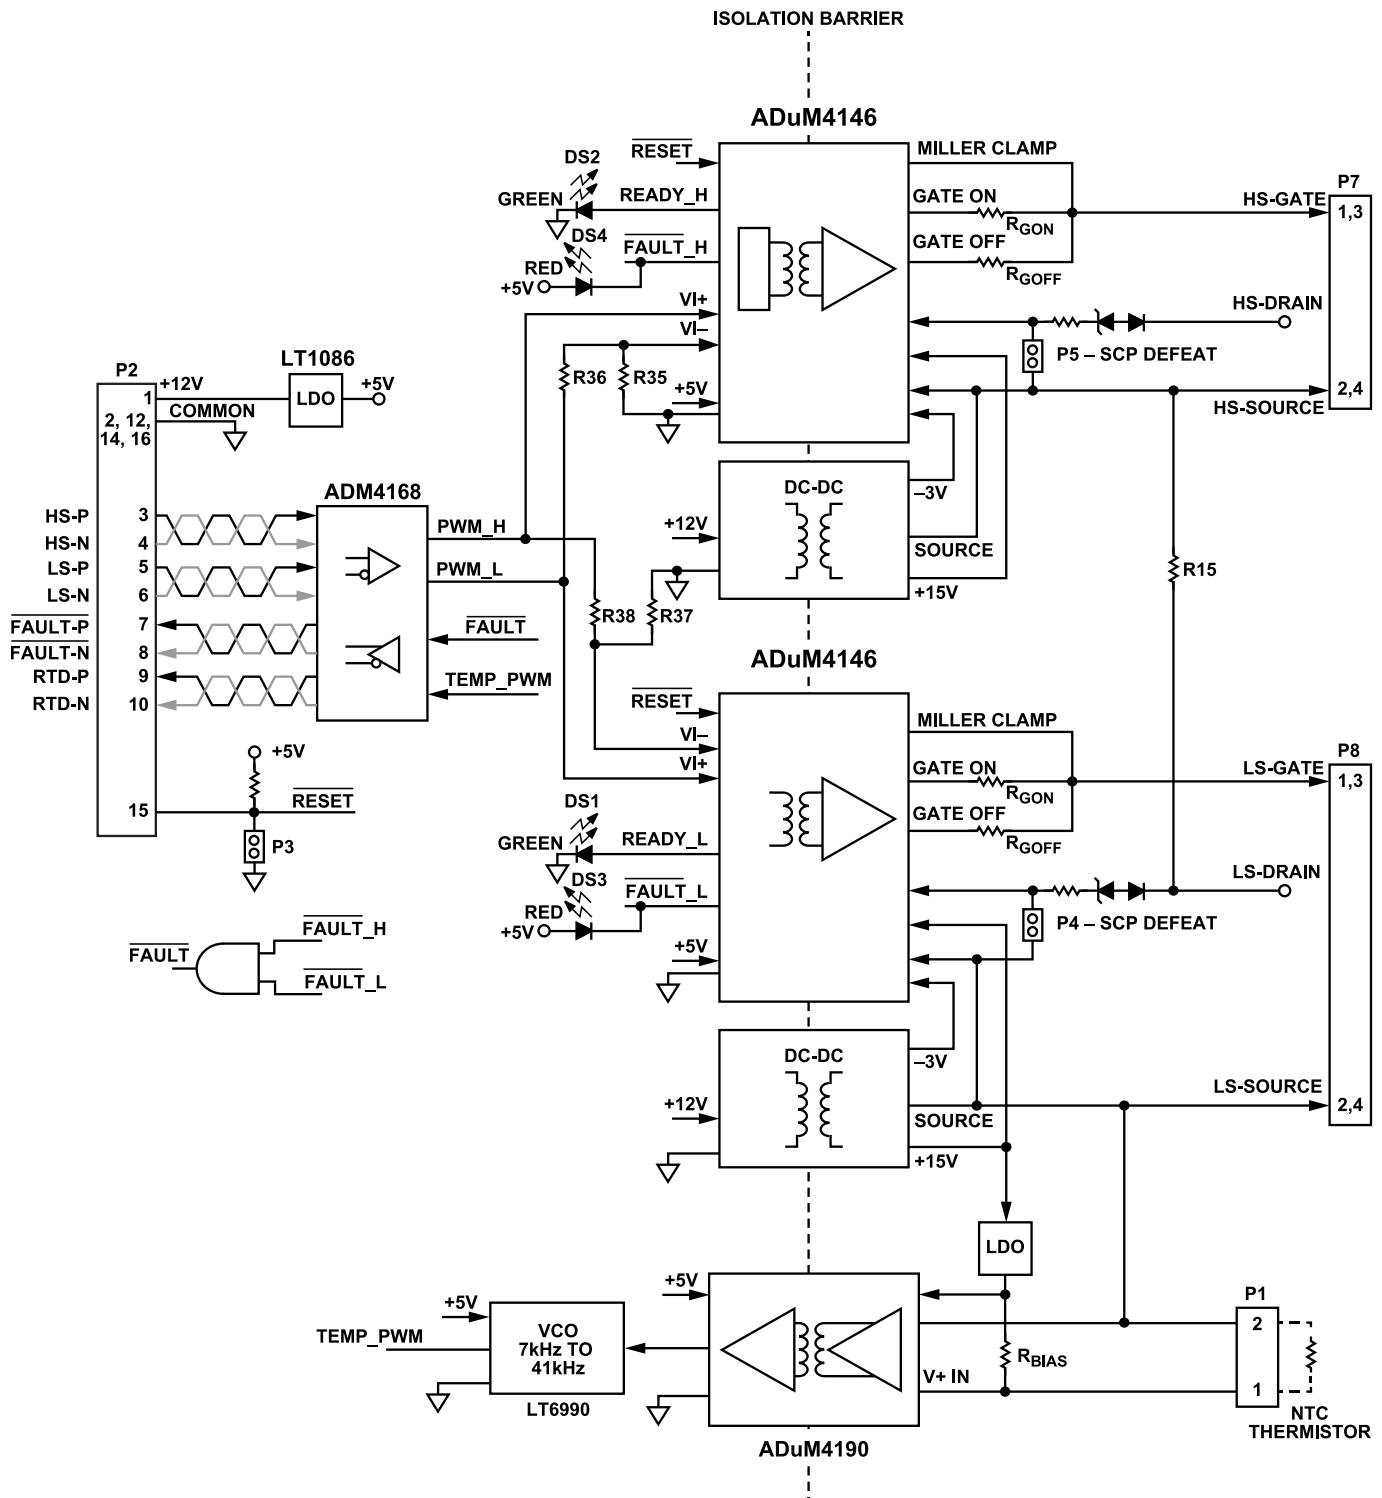 ISOLATION BARRIER
ADuM4146
RESET
DS2
GREEN
READY_H
DS4
FAULT_H
RED
+5V
VI+
VI–
R36
R35
+5V
MILLER CLAMP
GATE ON
RGON
GATE OFF
RGOFF
HS-GATE
P7
1,3
HS-DRAIN
P5 – SCP DEFEAT
2,4
HS-SOURCE
P2
+12V
LT1086
LDO
+5V
1
COMMON
2, 12,
14, 16
DC-DC
+12V
–3V
SOURCE
+15V
R15
ADM4168
HS-P
3
HS-N
4
LS-P
5
LS-N
6
FAULT-P
7
FAULT-N
8
RTD-P
9
RTD-N
10
PWM_H
PWM_L
R38
R37
FAULT
TEMP_PWM
+5V
15
RESET
P3
ADuM4146
RESET
VI–
VI+
DS1
GREEN
READY_L
DS3
FAULT_L
RED
+5V
+5V
MILLER CLAMP
GATE ON
RGON
GATE OFF
RGOFF
LS-GATE
P8
1,3
LS-DRAIN
P4 – SCP DEFEAT
FAULT
FAULT_H
FAULT_L
DC-DC
+12V
–3V
SOURCE
+15V
LS-SOURCE
2,4
LDO
+5V
+5V
TEMP_PWM
VCO
7kHz TO
41kHz
LT6990
RBIAS
V+ IN
P1
2
1
NTC
THERMISTOR
ADuM4190